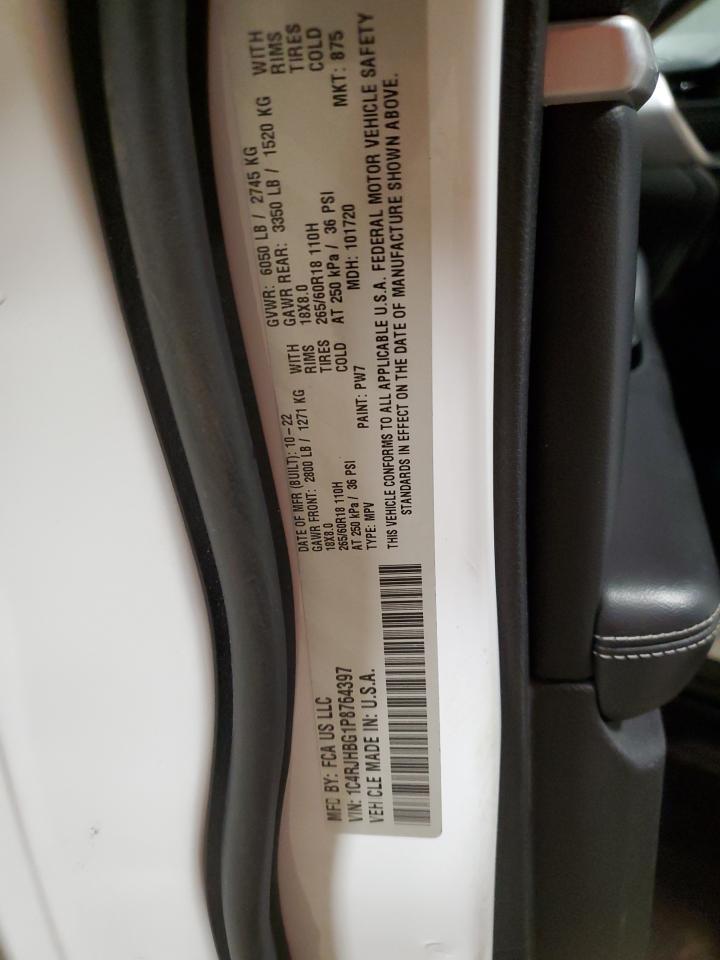 MFD BY: FCA US LLC
VIN: 1C4RJHBG1P8764397
VEHICLE MADE IN: U.S.A.
DATE OF MFR (BUILT): 10-22
GAWR FRONT: 2800 LB / 1271 KG WITH
18X8.0 RIMS
265/60R18 110H TIRES
AT 250 kPa / 36 PSI COLD
TYPE: MPV PAINT: PW7
GVWR: 6050 LB / 2745 KG
GAWR REAR: 3350 LB / 1520 KG WITH
18X8.0 RIMS
265/60R18 110H TIRES
AT 250 kPa / 36 PSI COLD
MDH: 101720 MKT: 875
THIS VEHICLE CONFORMS TO ALL APPLICABLE U.S.A. FEDERAL MOTOR VEHICLE SAFETY
STANDARDS IN EFFECT ON THE DATE OF MANUFACTURE SHOWN ABOVE.